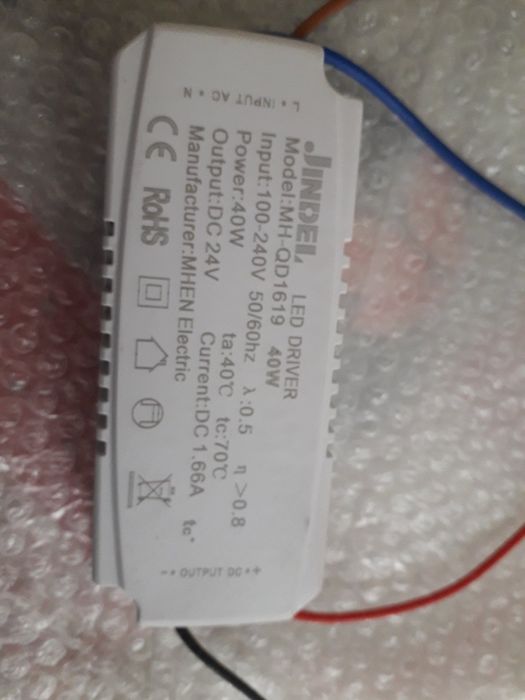 L • INPUT AC • N
JINDEL LED DRIVER
Model:MH-QD1619 40W
Input:100-240V 50/60hz λ:0.5 η >0.8
Power:40W ta:40℃ tc:70℃
Output:DC 24V Current:DC 1.66A
Manufacturer:MHEN Electric tc•
CE RoHS
- • OUTPUT DC • +